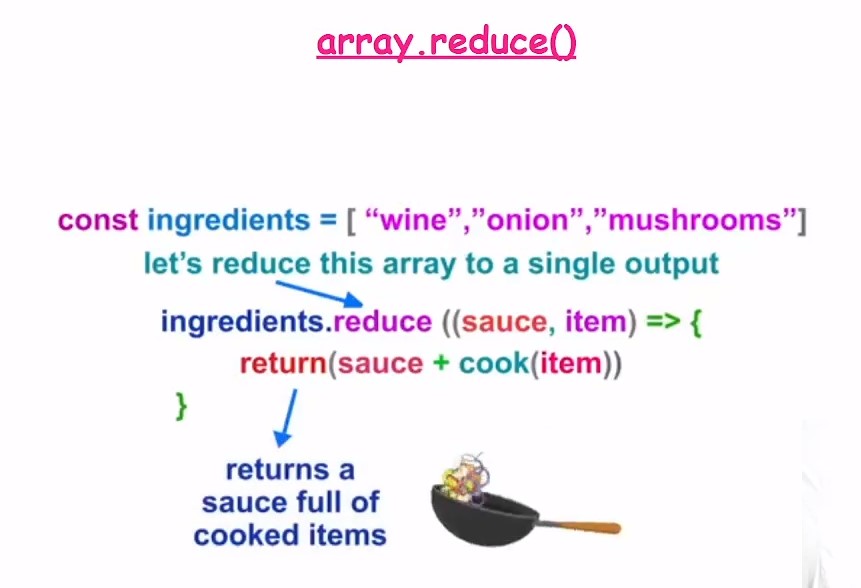 array.reduce()
const ingredients = [ “wine”,”onion”,”mushrooms”]
let’s reduce this array to a single output
ingredients.reduce ((sauce, item) => {
return(sauce + cook(item))
}
returns a
sauce full of
cooked items